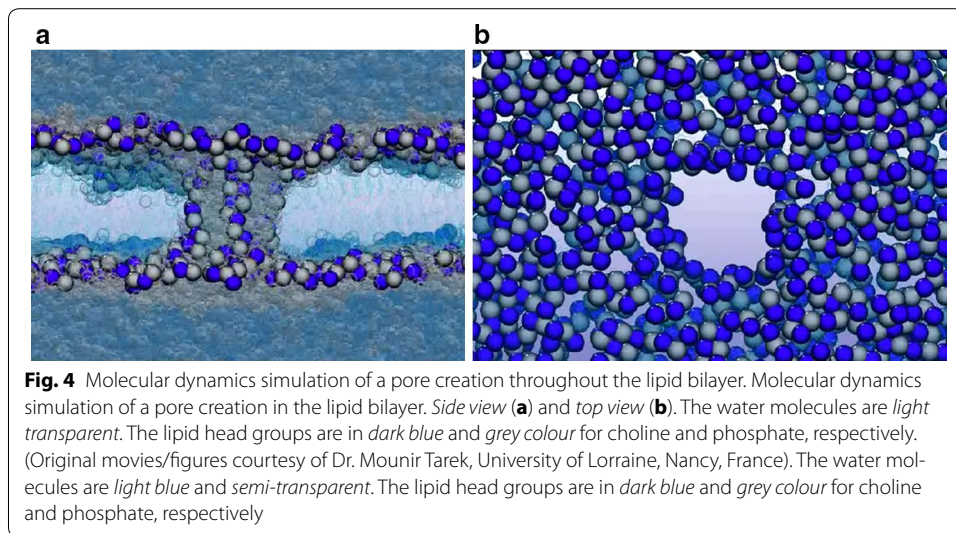 a b
Fig. 4 Molecular dynamics simulation of a pore creation throughout the lipid bilayer. Molecular dynamics
simulation of a pore creation in the lipid bilayer. Side view (a) and top view (b). The water molecules are light
transparent. The lipid head groups are in dark blue and grey colour for choline and phosphate, respectively.
(Original movies/figures courtesy of Dr. Mounir Tarek, University of Lorraine, Nancy, France). The water mol-
ecules are light blue and semi-transparent. The lipid head groups are in dark blue and grey colour for choline
and phosphate, respectively